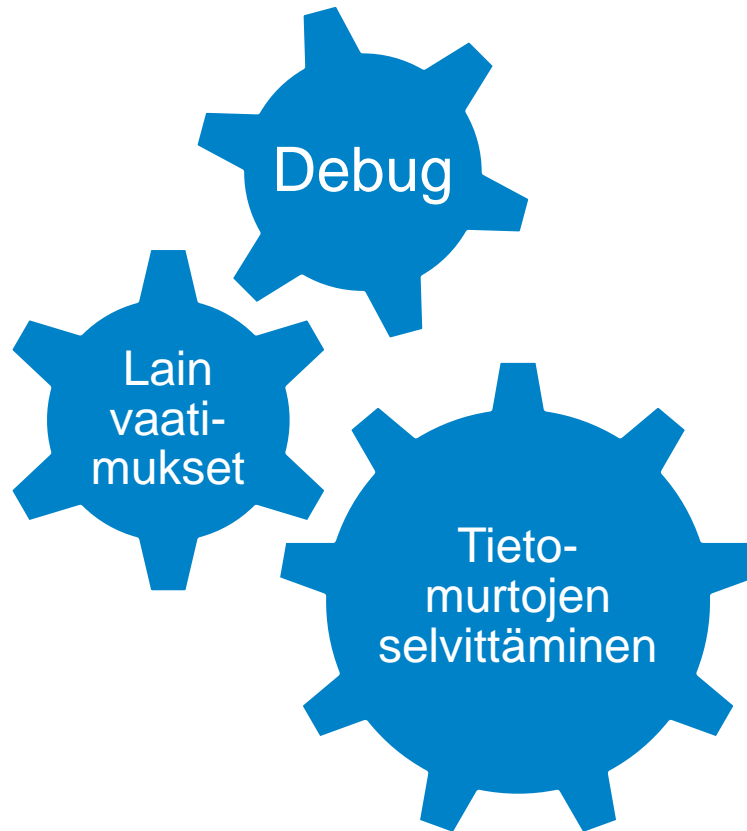 Debug
Lain
vaati-
mukset
Tieto-
murtojen
selvittäminen